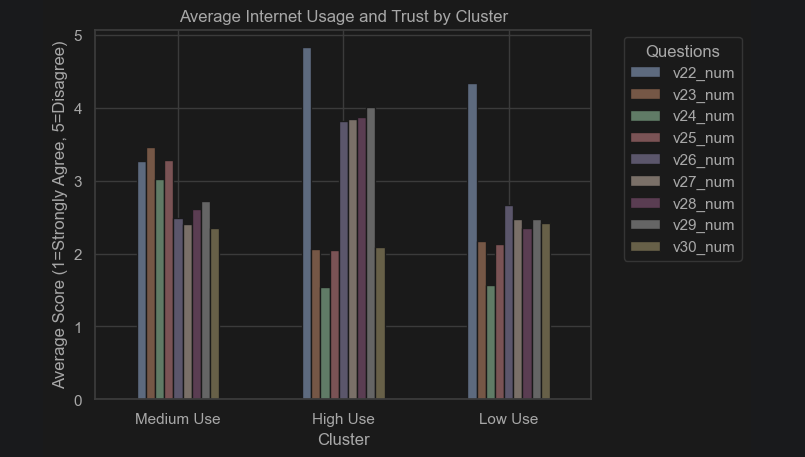 Average Internet Usage and Trust by Cluster
Average Score (1=Strongly Agree, 5=Disagree)
5
4
3
2
1
0
Medium Use
High Use
Low Use
Cluster
Questions
v22_num
v23_num
v24_num
v25_num
v26_num
v27_num
v28_num
v29_num
v30_num